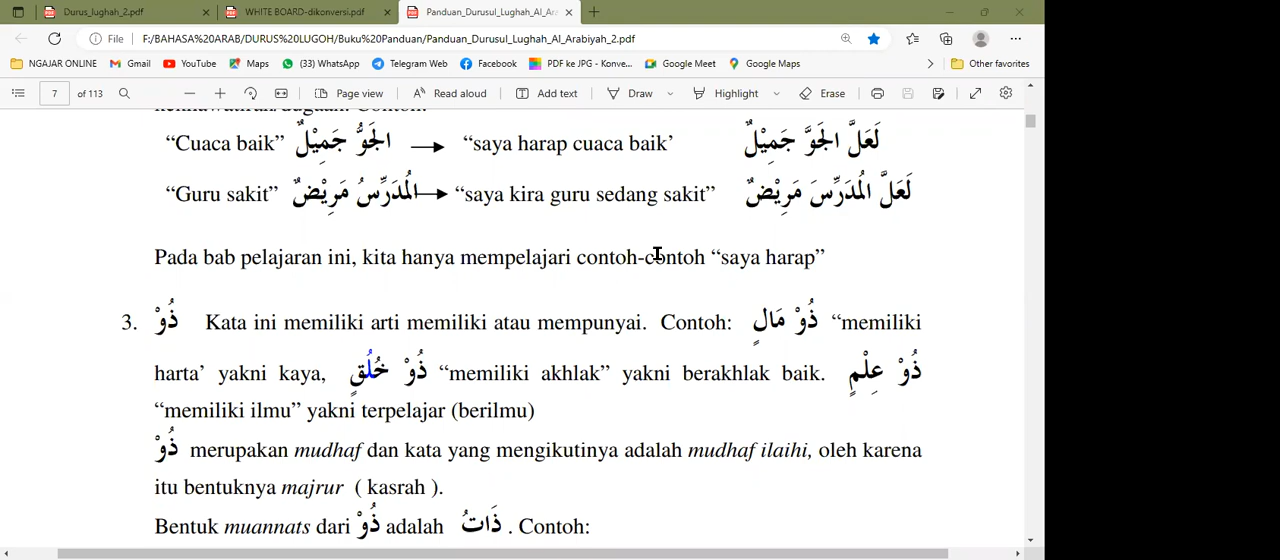 Durus_lughah_2.pdf
WHITE BOARD-dikonversi.pdf
Panduan_Durusul_Lughah_Al_Ar
File
F:/BAHASA%20ARAB/DURUS%20LUGOH/Buku%20Panduan/Panduan_Durusul_Lughah_Al_Arabiyah_2.pdf
NGAJAR ONLINE Gmail YouTube Maps (33) WhatsApp Telegram Web Facebook PDF ke JPG - Konve... Google Meet Google Maps Other favorites
7 of 113 Page view Read aloud Add text Draw Highlight Erase
Contoh:
“Cuaca baik” الجَوُّ جَمِيْلٌ “saya harap cuaca baik’ لَعَلَّ الجَوَّ جَمِيْلٌ
“Guru sakit” المُدَرِّسُ مَرِيْضٌ “saya kira guru sedang sakit” لَعَلَّ المُدَرِّسَ مَرِيْضٌ
Pada bab pelajaran ini, kita hanya mempelajari contoh-contoh “saya harap”
3. ذُوْ Kata ini memiliki arti memiliki atau mempunyai. Contoh: ذُوْ مَالٍ “memiliki
harta’ yakni kaya, ذُوْ خُلُقٍ “memiliki akhlak” yakni berakhlak baik. ذُوْ عِلْمٍ
“memiliki ilmu” yakni terpelajar (berilmu)
ذُوْ merupakan mudhaf dan kata yang mengikutinya adalah mudhaf ilaihi, oleh karena
itu bentuknya majrur ( kasrah ).
Bentuk muannats dari ذُوْ adalah ذَاتُ . Contoh: